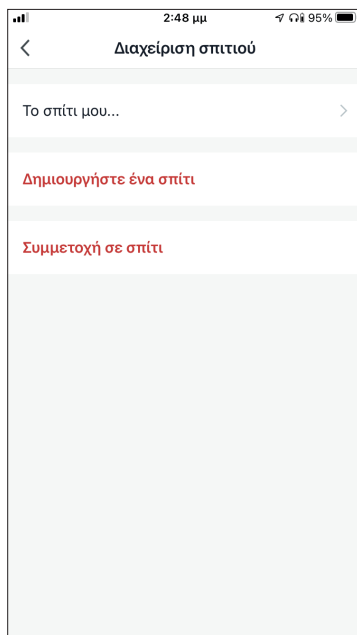 2:48 μμ 95%
Διαχείριση σπιτιού
Το σπίτι μου...
Δημιουργήστε ένα σπίτι
Συμμετοχή σε σπίτι